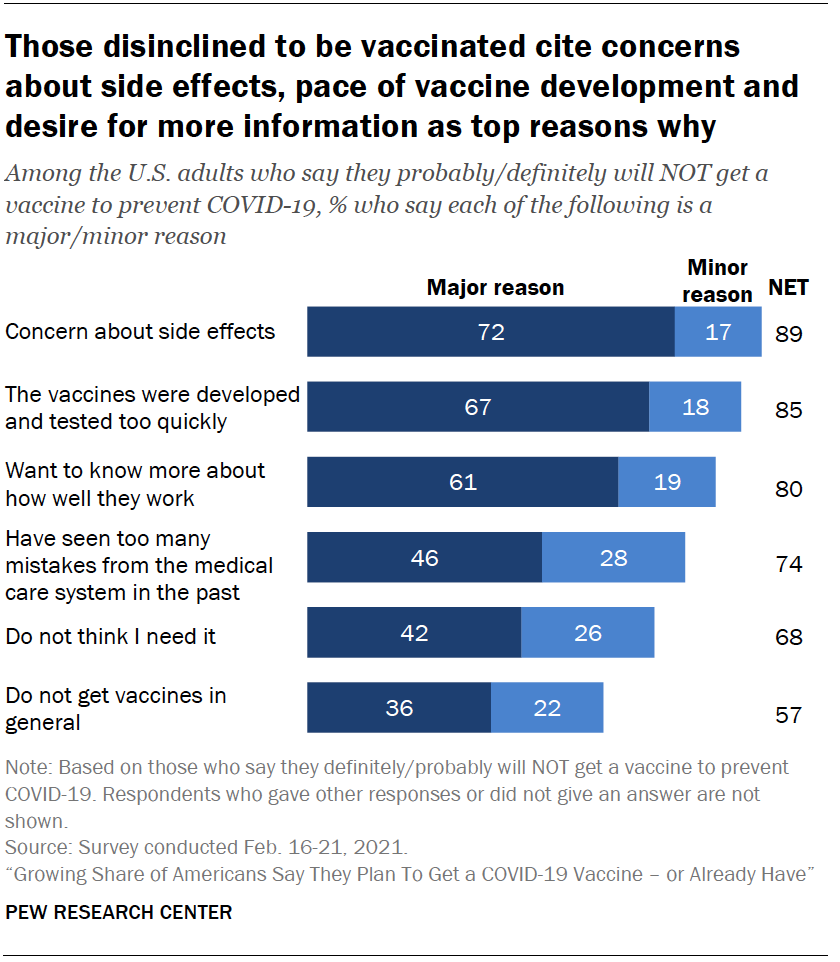 Those disinclined to be vaccinated cite concerns
about side effects, pace of vaccine development and
desire for more information as top reasons why
Among the U.S. adults who say they probably/definitely will NOT get a
vaccine to prevent COVID-19, % who say each of the following is a
major/minor reason
Major reason
Minor
reason
NET
Concern about side effects
72
17
89
The vaccines were developed
and tested too quickly
67
18
85
Want to know more about
how well they work
61
19
80
Have seen too many
mistakes from the medical
care system in the past
46
28
74
Do not think I need it
42
26
68
Do not get vaccines in
general
36
22
57
Note: Based on those who say they definitely/probably will NOT get a vaccine to prevent
COVID-19. Respondents who gave other responses or did not give an answer are not
shown.
Source: Survey conducted Feb. 16-21, 2021.
“Growing Share of Americans Say They Plan To Get a COVID-19 Vaccine – or Already Have”
PEW RESEARCH CENTER